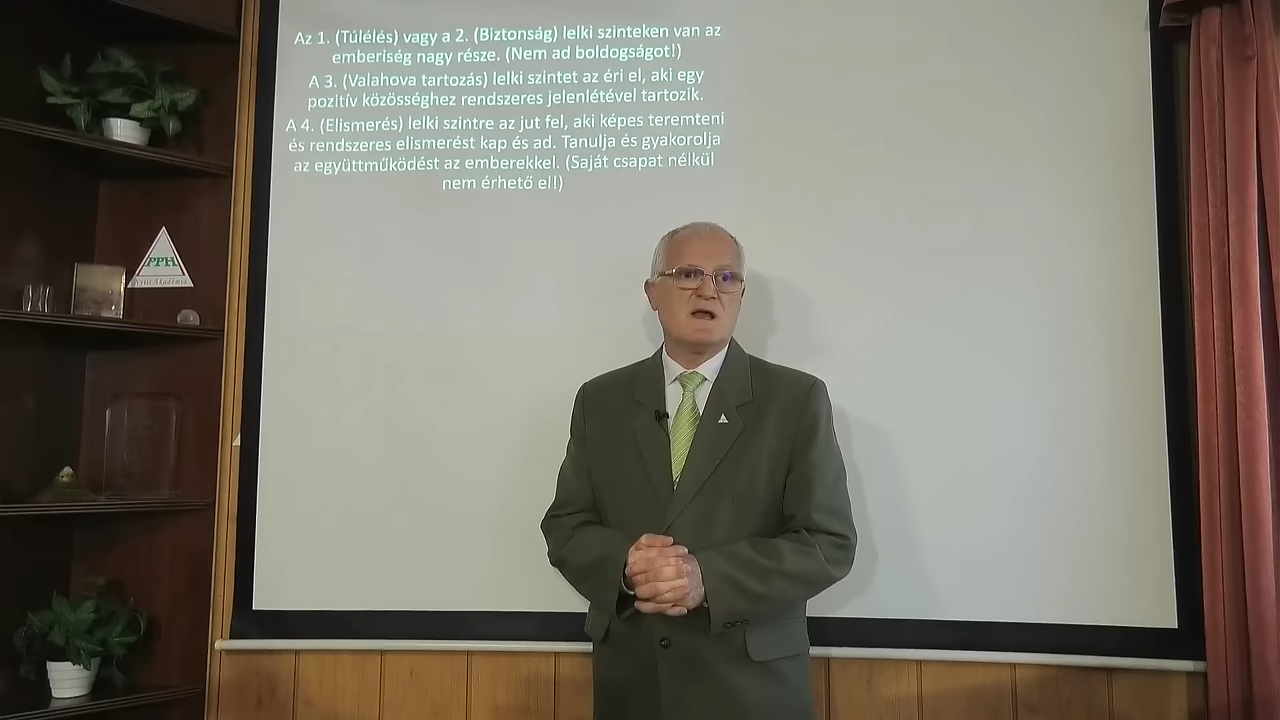 Az 1. (Túlélés) vagy a 2. (Biztonság) lelki szinteken van az
emberiség nagy része. (Nem ad boldogságot!)
A 3. (Valahova tartozás) lelki szintet az éri el, aki egy
pozitív közösséghez rendszeres jelenlétével tartozik.
A 4. (Elismerés) lelki szintre az jut fel, aki képes teremteni
és rendszeres elismerést kap és ad. Tanulja és gyakorolja
az együttműködést az emberekkel. (Saját csapat nélkül
nem érhető el!)
PPH
Akadémia